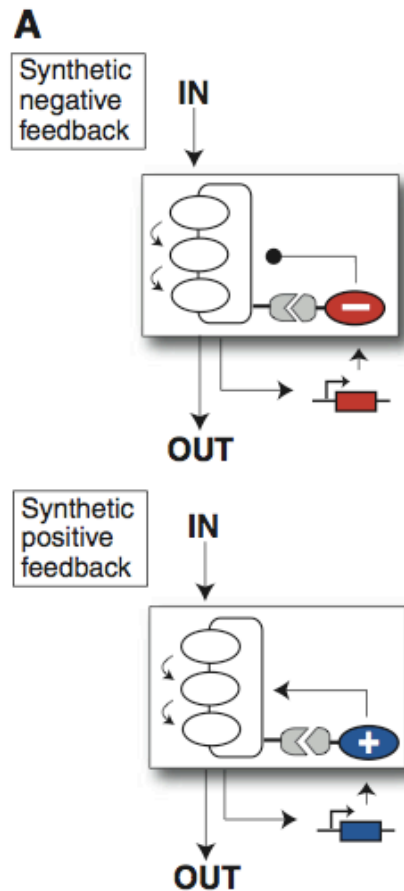 A
Synthetic
negative
feedback
IN
−
OUT
Synthetic
positive
feedback
IN
+
OUT